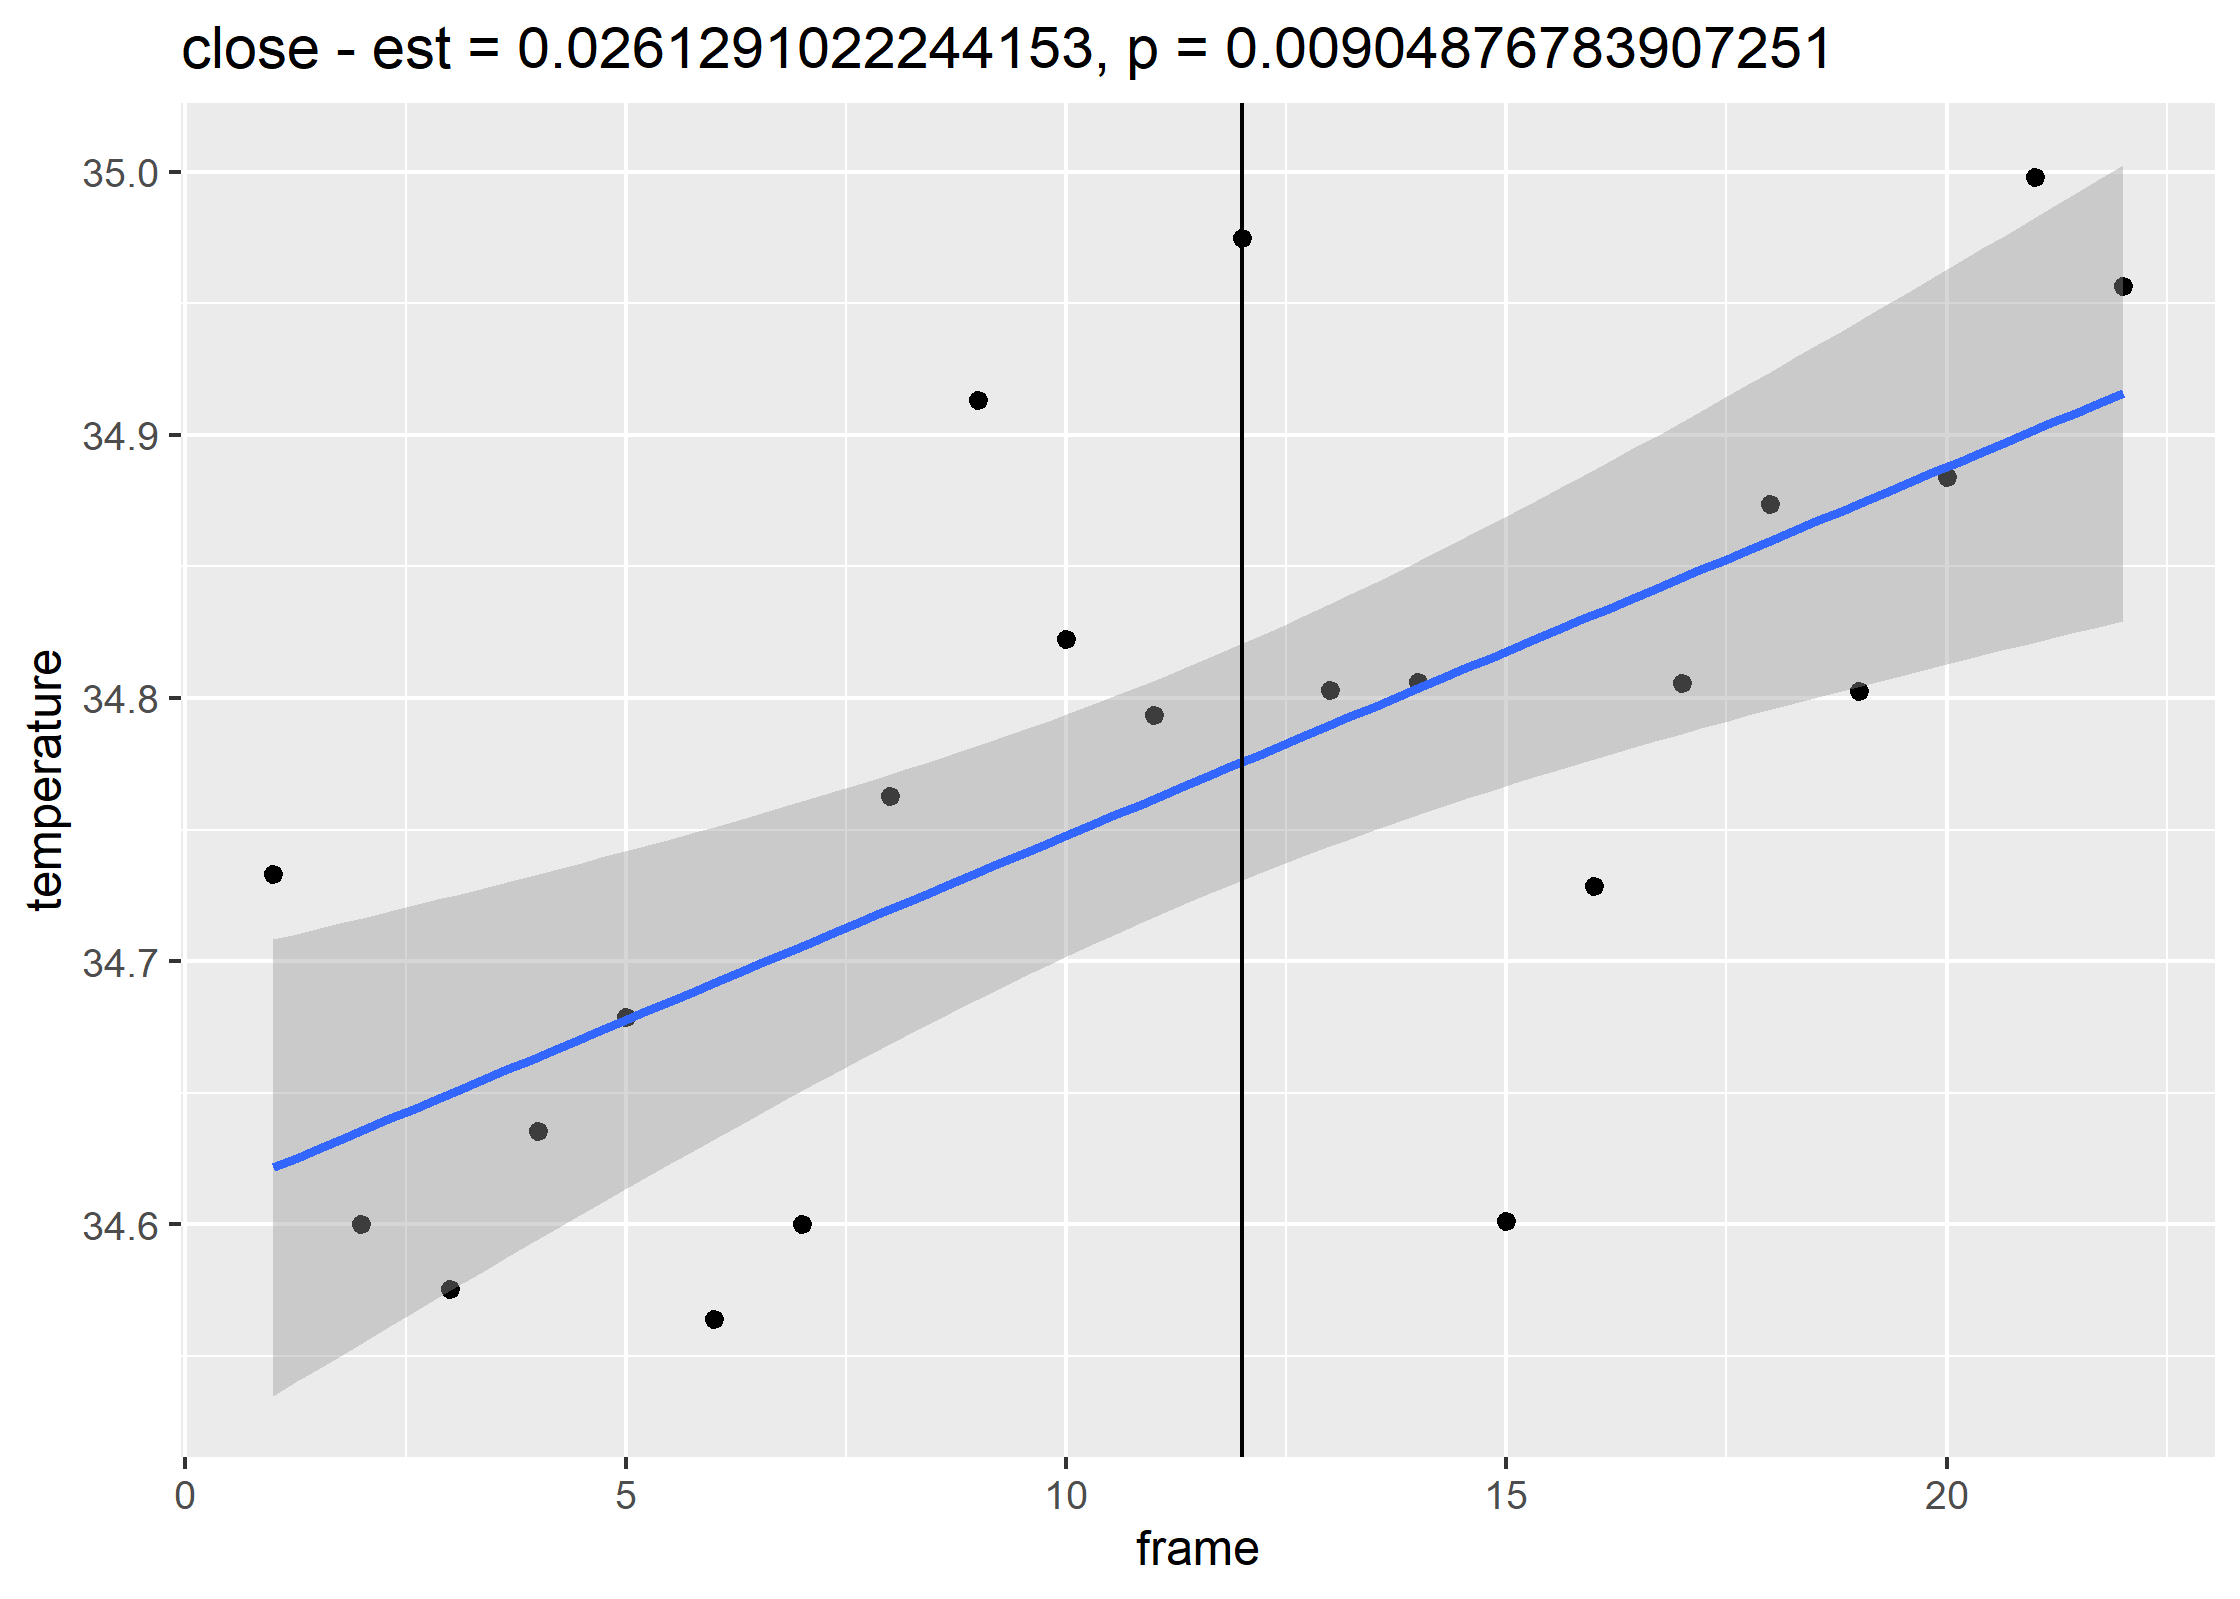 close - est = 0.0261291022244153, p = 0.00904876783907251
35.0
34.9
34.8
34.7
34.6
temperature
0 5 10 15 20
frame